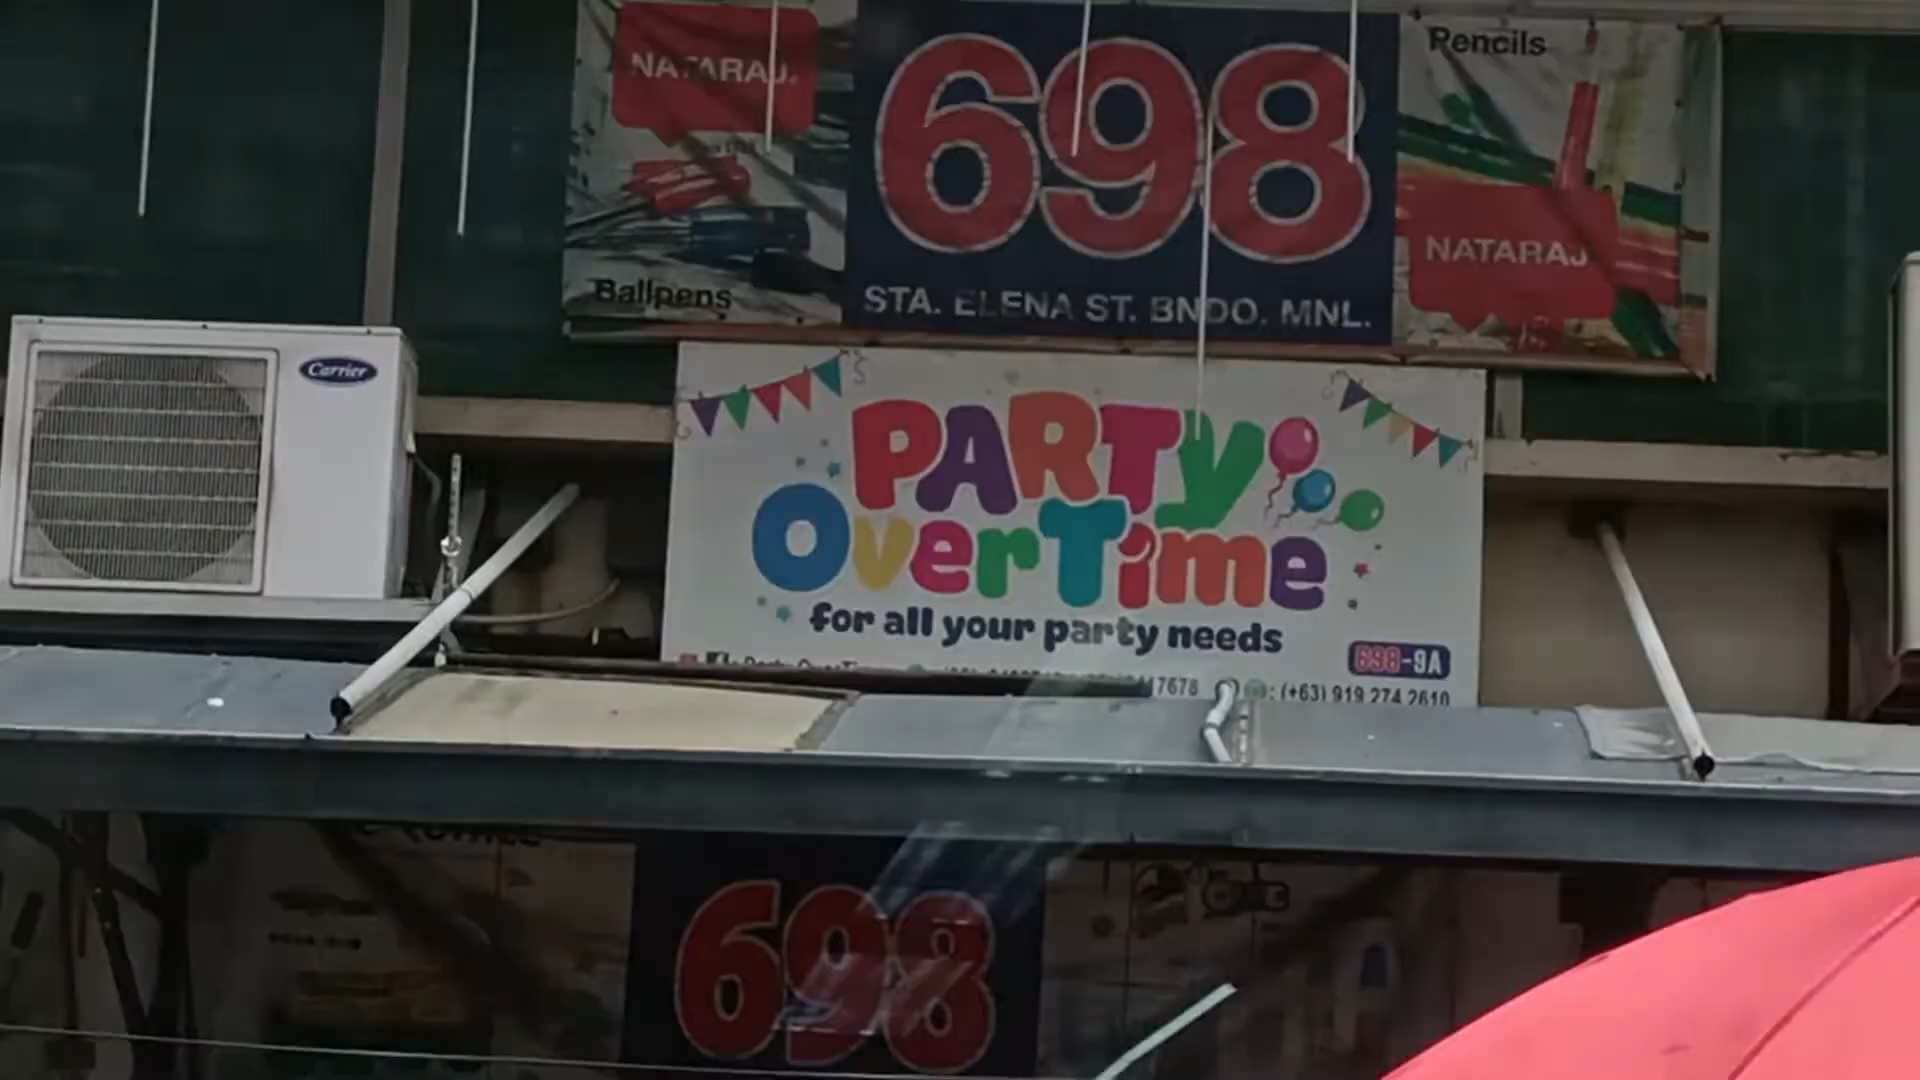 NATARAJ
Ballpens
698
STA. ELENA ST. BNDO. MNL.
Pencils
NATARAJ
Carrier
PARTY
OverTime
for all your party needs
698-9A
17678
: (+63) 919 274 2610
698